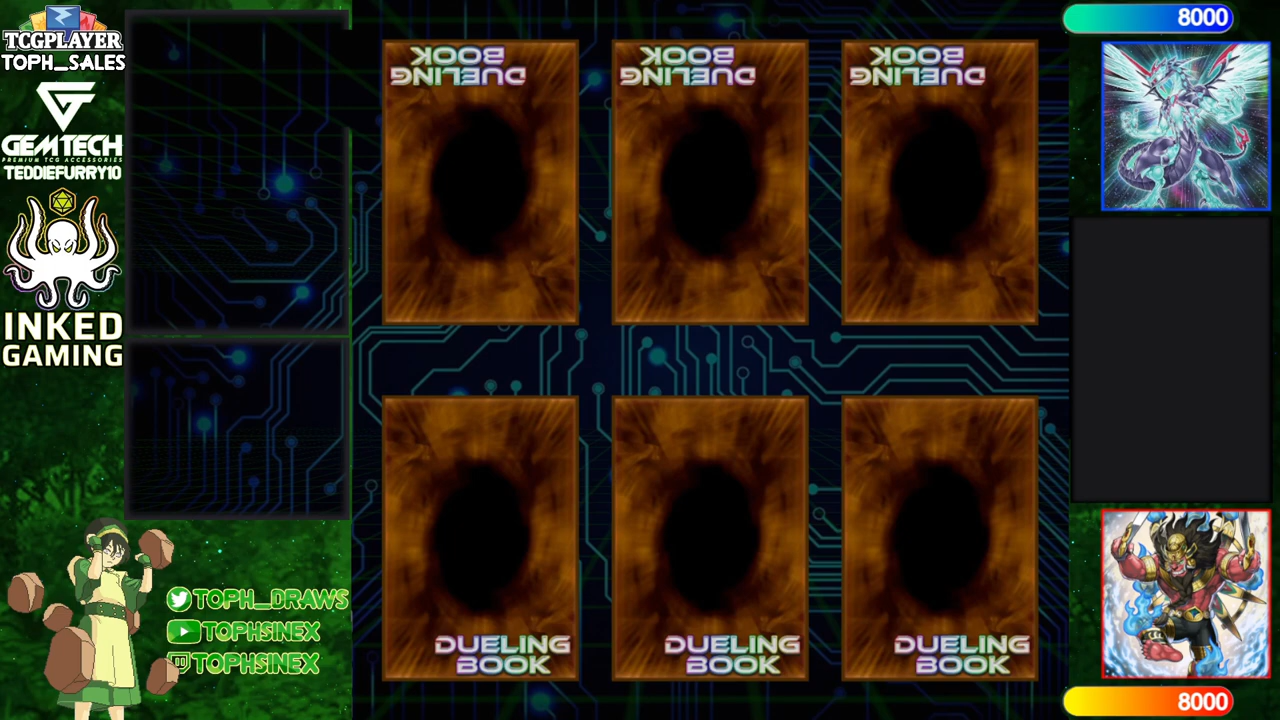 TCGPLAYER
TOPH_SALES
GEMTECH
PREMIUM TCG ACCESSORIES
TEDDIEFURRY10
INKED
GAMING
TOPH_DRAWS
TOPHSINEX
TOPHSINEX
DUELING
BOOK
DUELING
BOOK
DUELING
BOOK
DUELING
BOOK
DUELING
BOOK
DUELING
BOOK
8000
8000